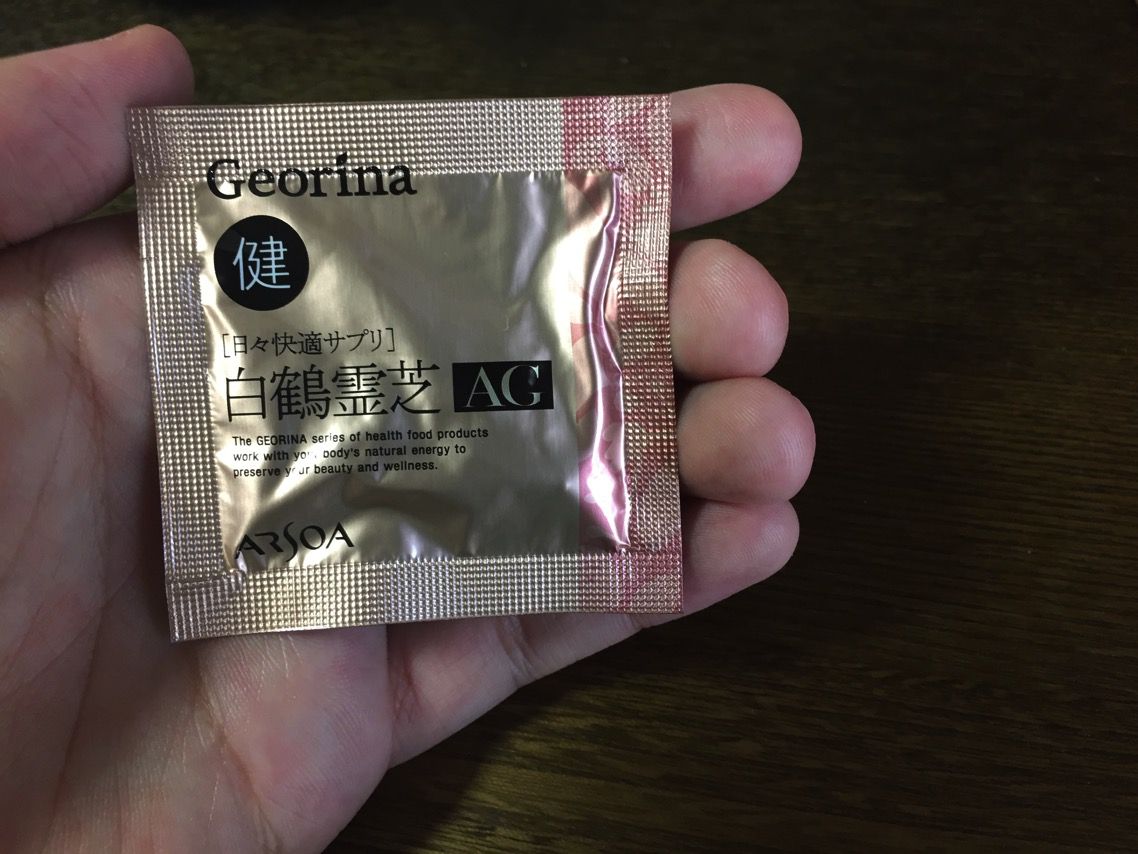 Georina
健
[日々快適サプリ]
白鶴霊芝 AG
The GEORINA series of health food products
work with your body's natural energy to
preserve your beauty and wellness.
ARSOA